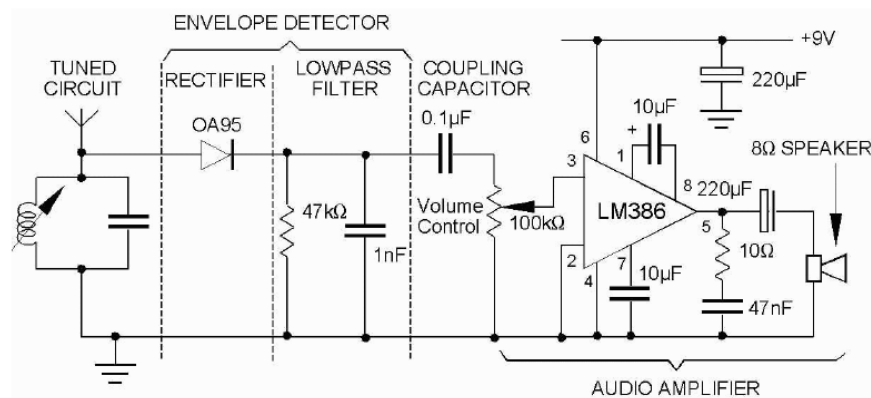 ENVELOPE DETECTOR
TUNED
CIRCUIT
RECTIFIER
LOWPASS
FILTER
COUPLING
CAPACITOR
+9V
220µF
OA95
0.1µF
10µF
+
8Ω SPEAKER
6
1
3
8
220µF
47kΩ
1nF
Volume
Control
100kΩ
LM386
5
10Ω
2
4
7
10µF
47nF
AUDIO AMPLIFIER